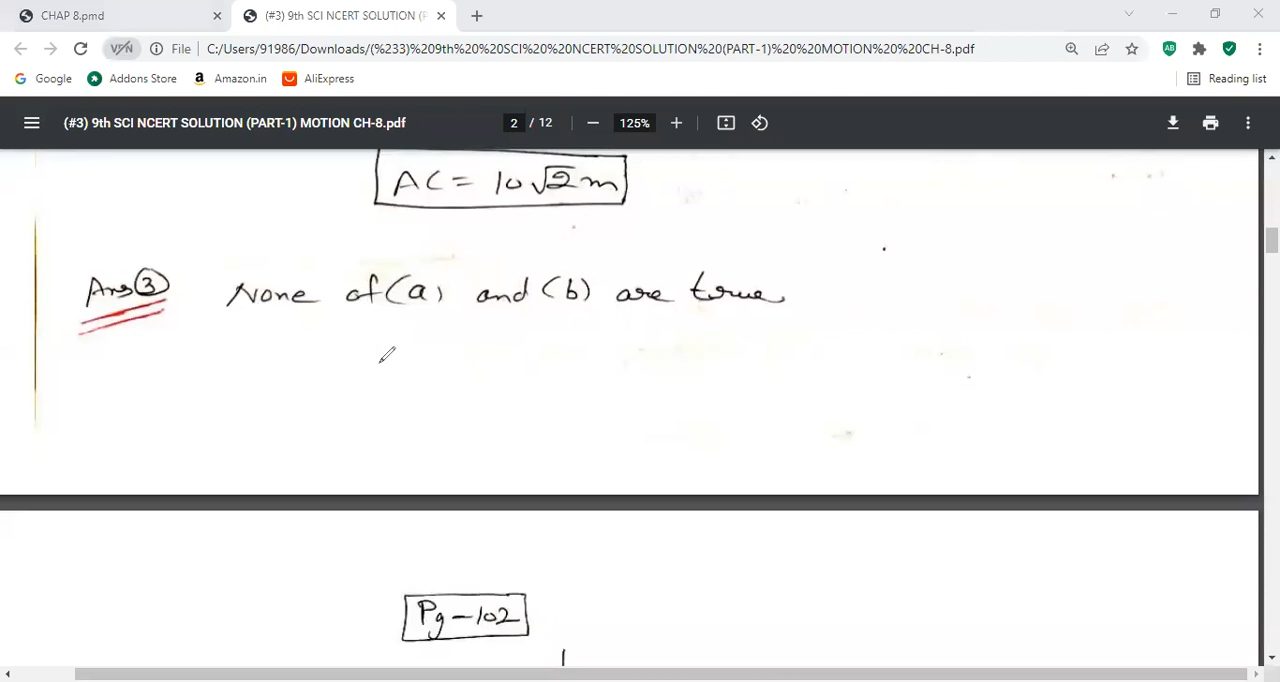 CHAP 8.pmd
(#3) 9th SCI NCERT SOLUTION (P
VPN
File
C:/Users/91986/Downloads/(%233)%209th%20%20SCI%20%20NCERT%20SOLUTION%20(PART-1)%20%20MOTION%20%20CH-8.pdf
Google
Addons Store
Amazon.in
AliExpress
Reading list
(#3) 9th SCI NCERT SOLUTION (PART-1) MOTION CH-8.pdf
2 / 12
125%
AC = 10√2m
Ans 3 None of (a) and (b) are true
Pg - 102